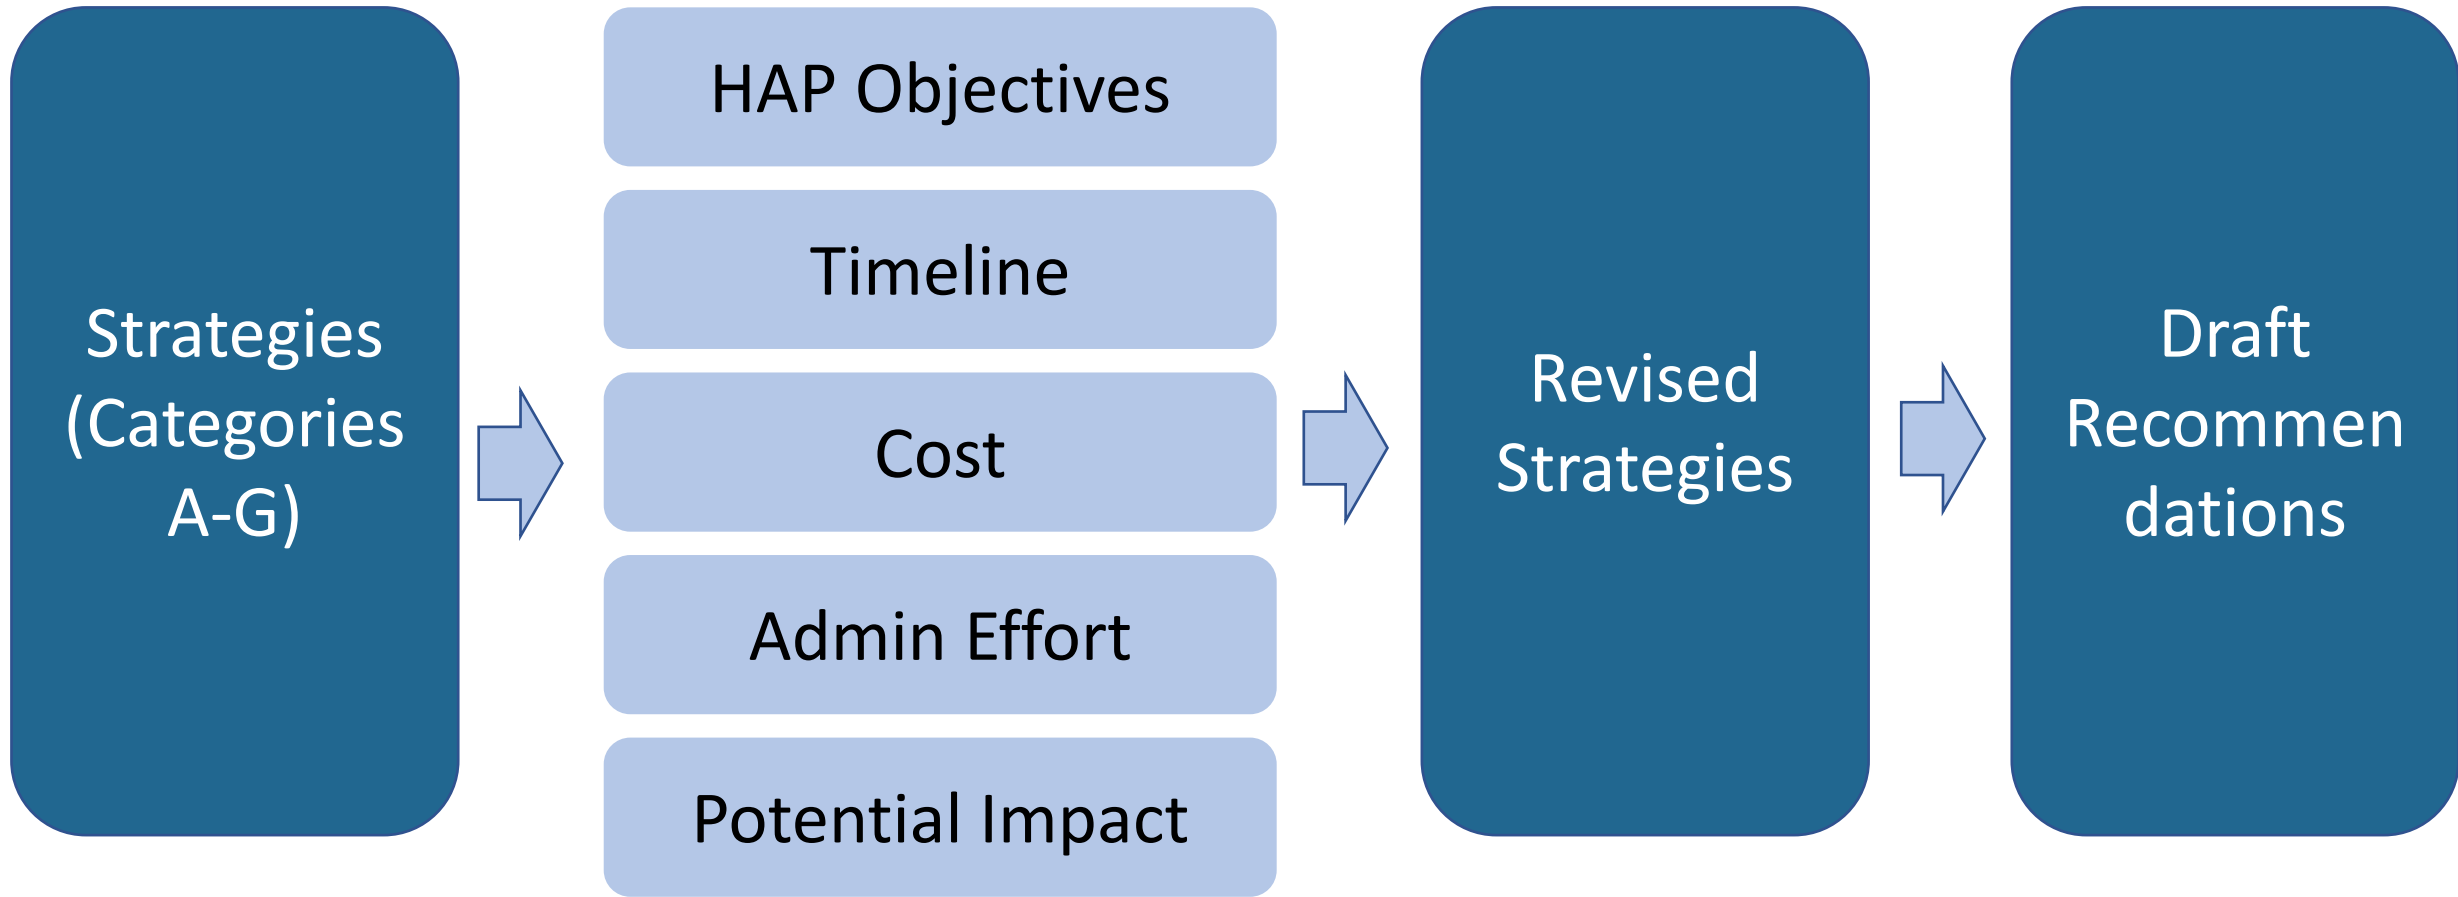 Strategies
(Categories
A-G)
HAP Objectives
Timeline
Cost
Admin Effort
Potential Impact
Revised
Strategies
Draft
Recommen
dations